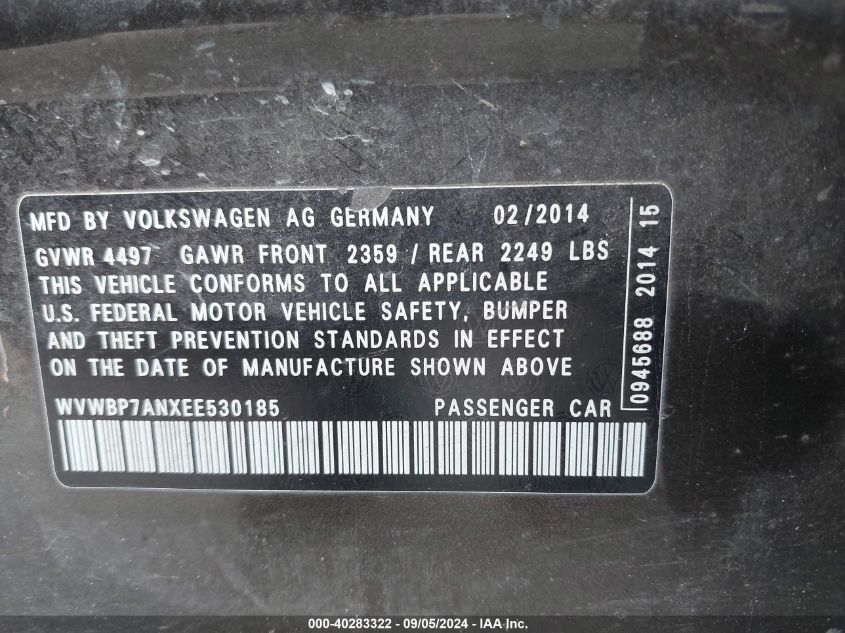 MFD BY VOLKSWAGEN AG GERMANY 02/2014
GVWR 4497 GAWR FRONT 2359 / REAR 2249 LBS
THIS VEHICLE CONFORMS TO ALL APPLICABLE
U.S. FEDERAL MOTOR VEHICLE SAFETY, BUMPER
AND THEFT PREVENTION STANDARDS IN EFFECT
ON THE DATE OF MANUFACTURE SHOWN ABOVE
WVWBP7ANXEE530185 PASSENGER CAR
0945688 2014 15
000-40283322 - 09/05/2024 - IAA Inc.